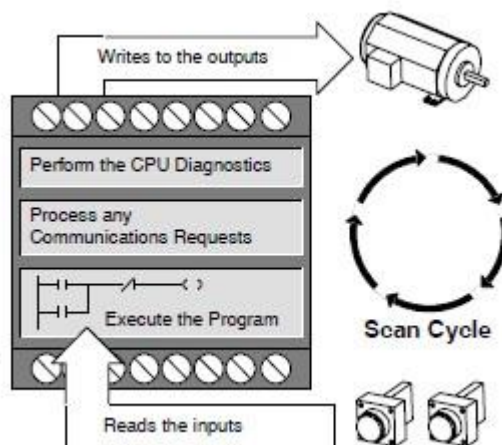 Writes to the outputs
Perform the CPU Diagnostics
Process any
Communications Requests
Execute the Program
Scan Cycle
Reads the inputs